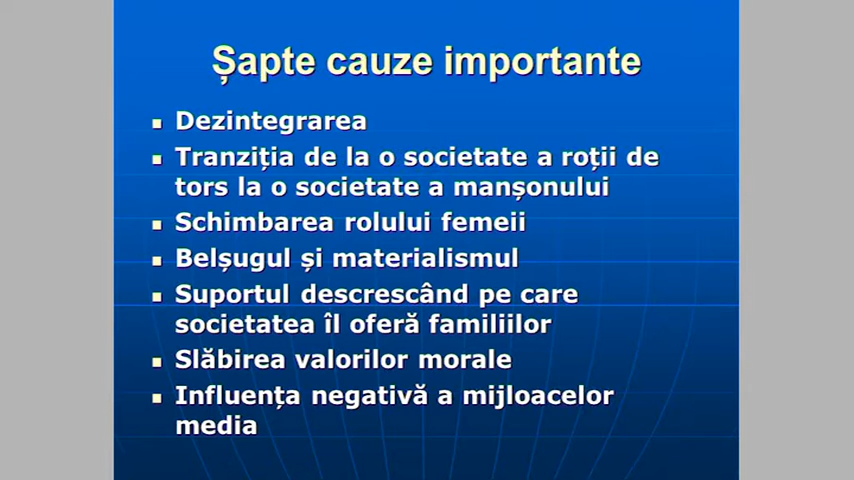 Șapte cauze importante
Dezintegrarea
Tranziția de la o societate a roții de
tors la o societate a manșonului
Schimbarea rolului femeii
Belșugul și materialismul
Suportul descrescând pe care
societatea îl oferă familiilor
Slăbirea valorilor morale
Influența negativă a mijloacelor
media